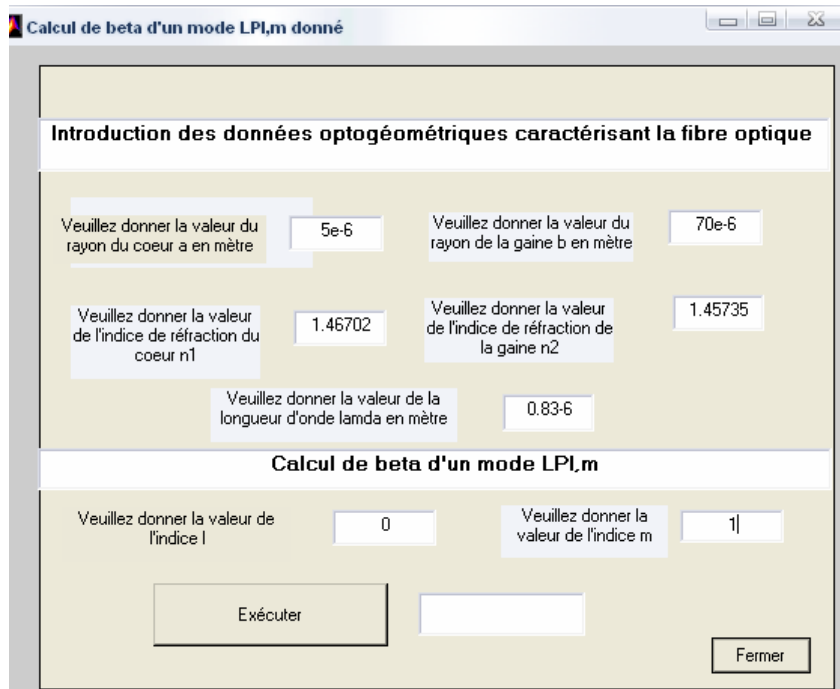 Calcul de beta d'un mode LPl,m donné
Introduction des données optogéométriques caractérisant la fibre optique
Veuillez donner la valeur du
rayon du coeur a en mètre
5e-6
Veuillez donner la valeur du
rayon de la gaine b en mètre
70e-6
Veuillez donner la valeur
de l'indice de réfraction du
coeur n1
1.46702
Veuillez donner la valeur
de l'indice de réfraction de
la gaine n2
1.45735
Veuillez donner la valeur de la
longueur d'onde lamda en mètre
0.83-6
Calcul de beta d'un mode LPl,m
Veuillez donner la valeur de
l'indice l
0
Veuillez donner la
valeur de l'indice m
1
Exécuter
Fermer